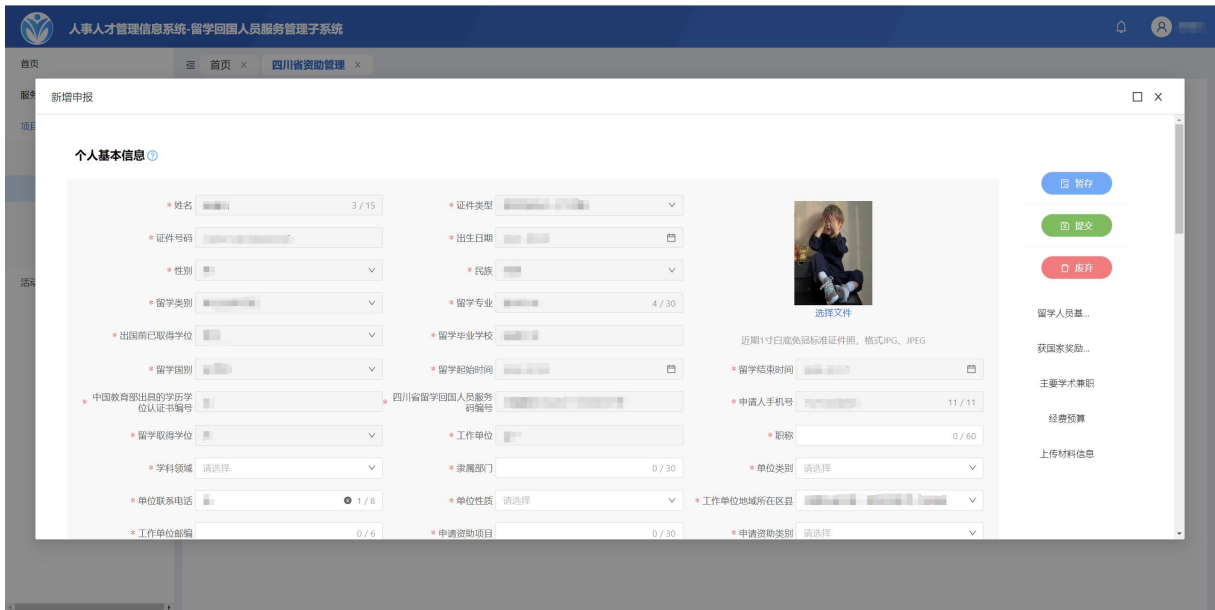 人事人才管理信息系统-留学回国人员服务管理子系统
首页 首页 × 四川省资助管理 ×
新增申报
个人基本信息
暂存
* 姓名 3 / 15 * 证件类型
提交
* 证件号码 * 出生日期
废弃
* 性别 * 民族
* 留学类别 * 留学专业 4 / 30 选择文件 留学人员基...
* 出国前已取得学位 * 留学毕业学校 近期1寸白底免冠标准证件照，格式JPG、JPEG
获国家奖励...
* 留学国别 * 留学起始时间 * 留学结束时间
主要学术兼职
* 中国教育部出具的学历学 * 四川省留学回国人员服务 * 申请人手机号 11 / 11
位认证书编号 码编号
经费预算
* 留学取得学位 * 工作单位 * 职称 0 / 60
上传材料信息
* 学科领域 请选择 * 隶属部门 0 / 30 * 单位类别 请选择
* 单位联系电话 1 / 8 * 单位性质 请选择 * 工作单位地域所在区县
* 工作单位邮编 0 / 6 * 申请资助项目 0 / 30 * 申请资助类别 请选择